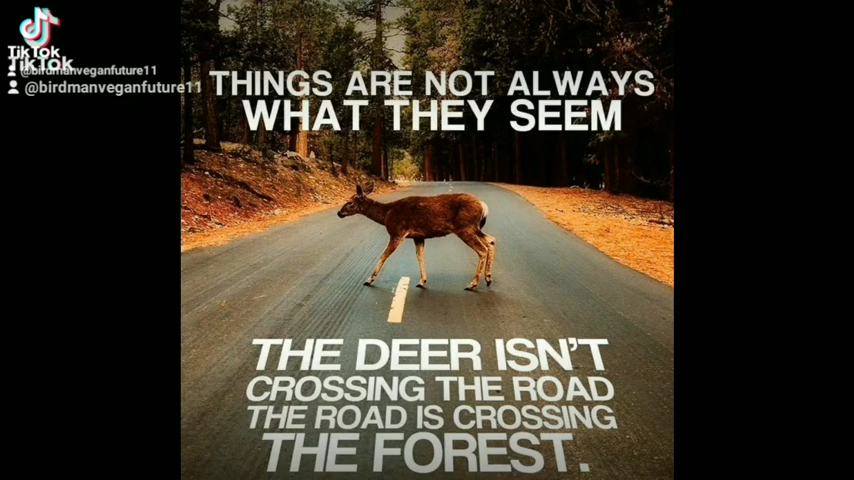 TikTok
TikTok
@birdmanveganfuture11
@birdmanveganfuture11
THINGS ARE NOT ALWAYS
WHAT THEY SEEM
THE DEER ISN'T
CROSSING THE ROAD
THE ROAD IS CROSSING
THE FOREST.